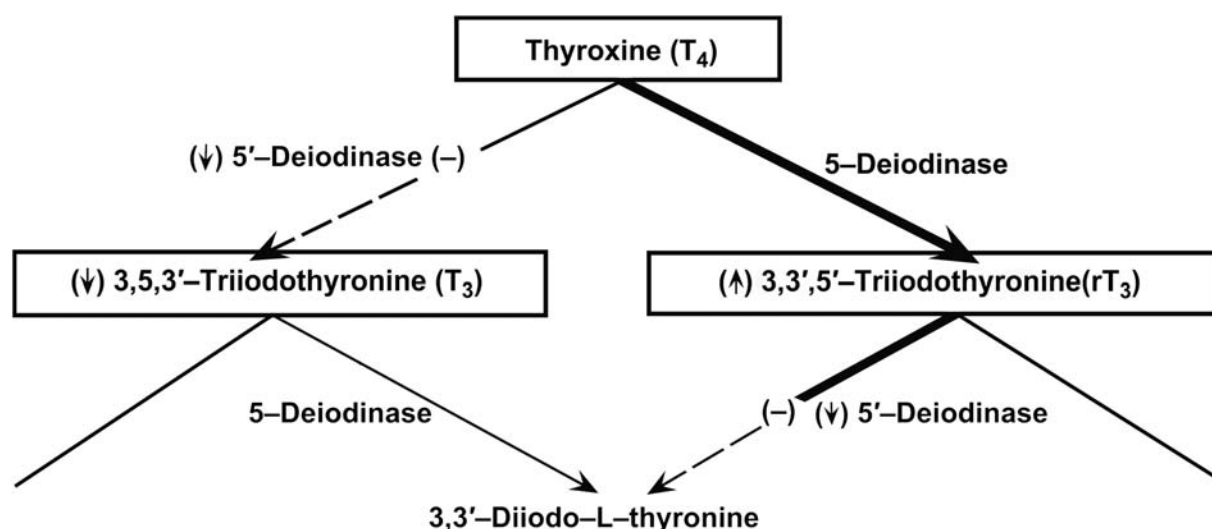 Thyroxine (T₄)
(↓) 5′–Deiodinase (–)
5–Deiodinase
(↓) 3,5,3′–Triiodothyronine (T₃)
(↑) 3,3′,5′–Triiodothyronine(rT₃)
5–Deiodinase
(–) (↓) 5′–Deiodinase
3,3′–Diiodo–L–thyronine